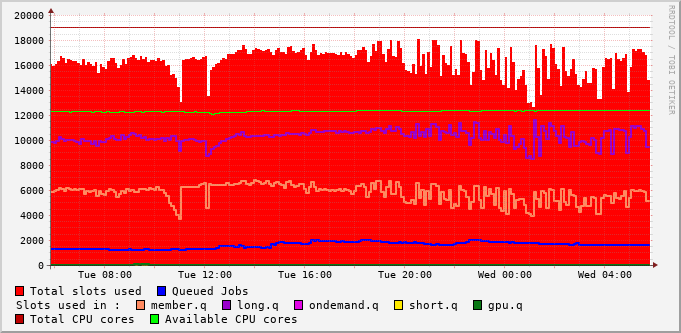 20000
18000
16000
14000
12000
10000
8000
6000
4000
2000
0
Tue 08:00 Tue 12:00 Tue 16:00 Tue 20:00 Wed 00:00 Wed 04:00
Total slots used Queued Jobs
Slots used in : member.q long.q ondemand.q short.q gpu.q
Total CPU cores Available CPU cores
RRDTOOL / TOBI OETIKER